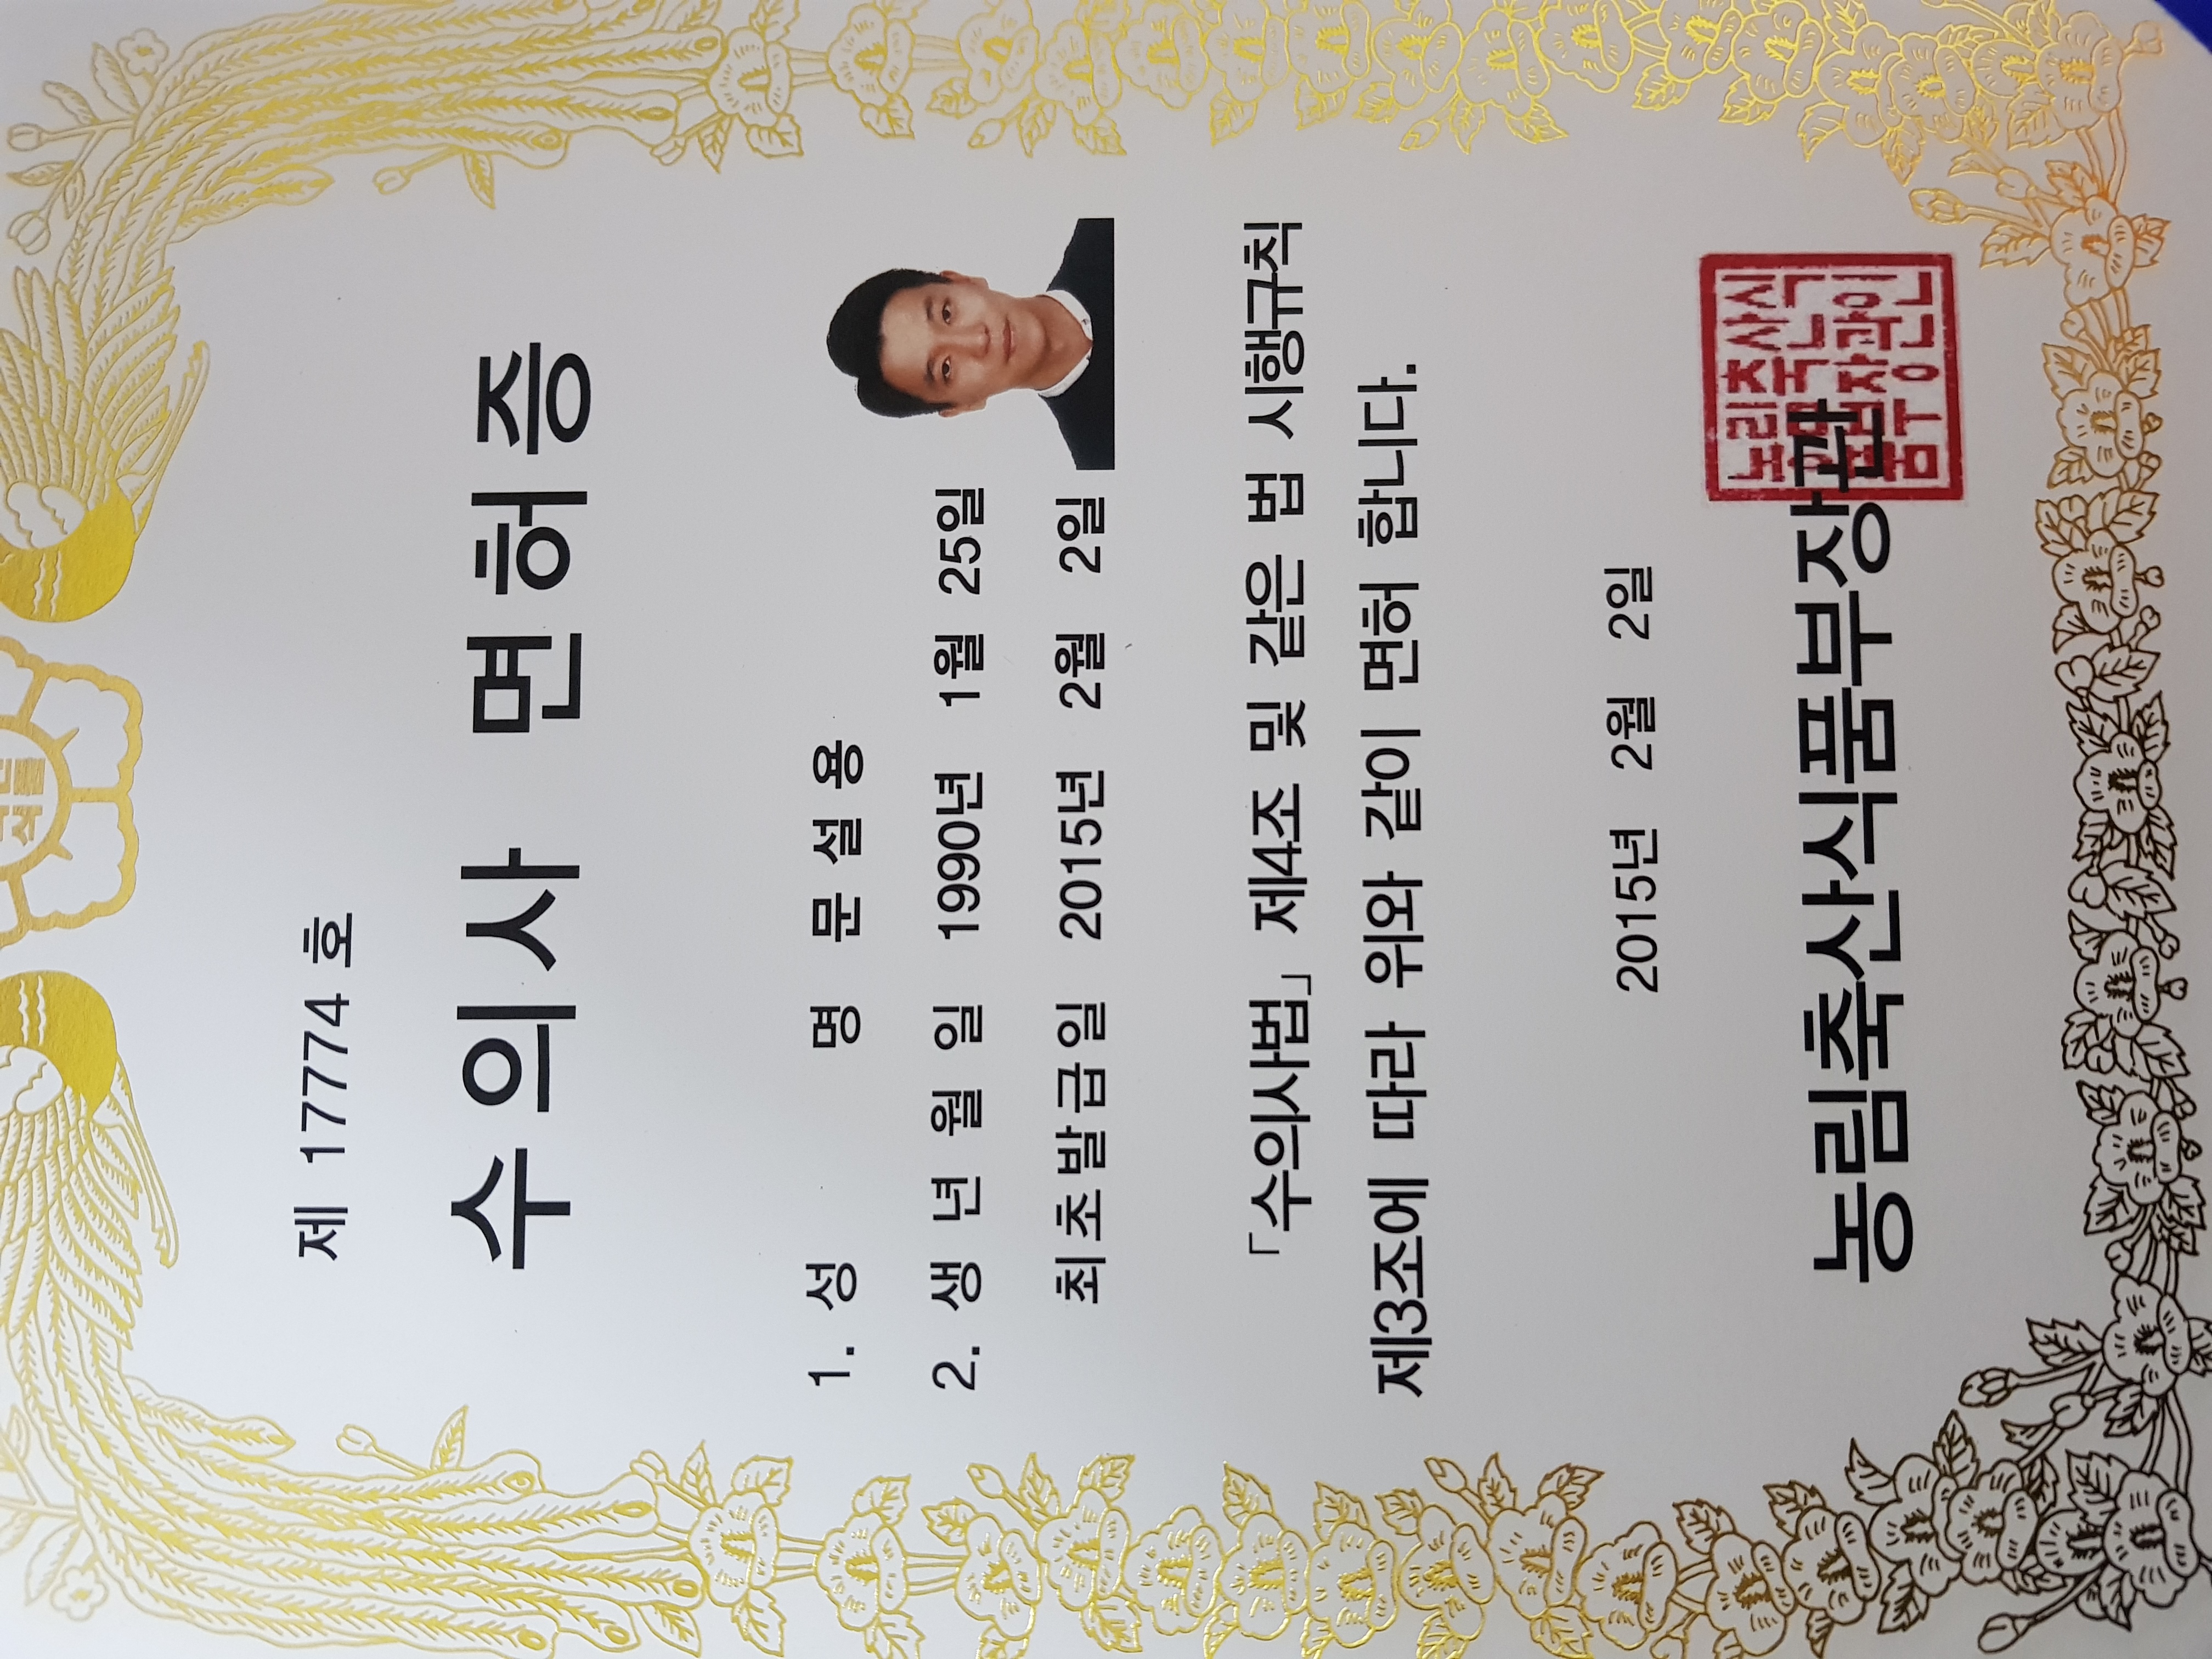 제 17774 호
수의사 면허증
1. 성 명 문 설 용
2. 생 년 월 일 1990년 1월 25일
최초발급일 2015년 2월 2일
「수의사법」 제4조 및 같은 법 시행규칙
제3조에 따라 위와 같이 면허 합니다.
2015년 2월 2일
농림축산식품부장관
농림축산식
품부장관인